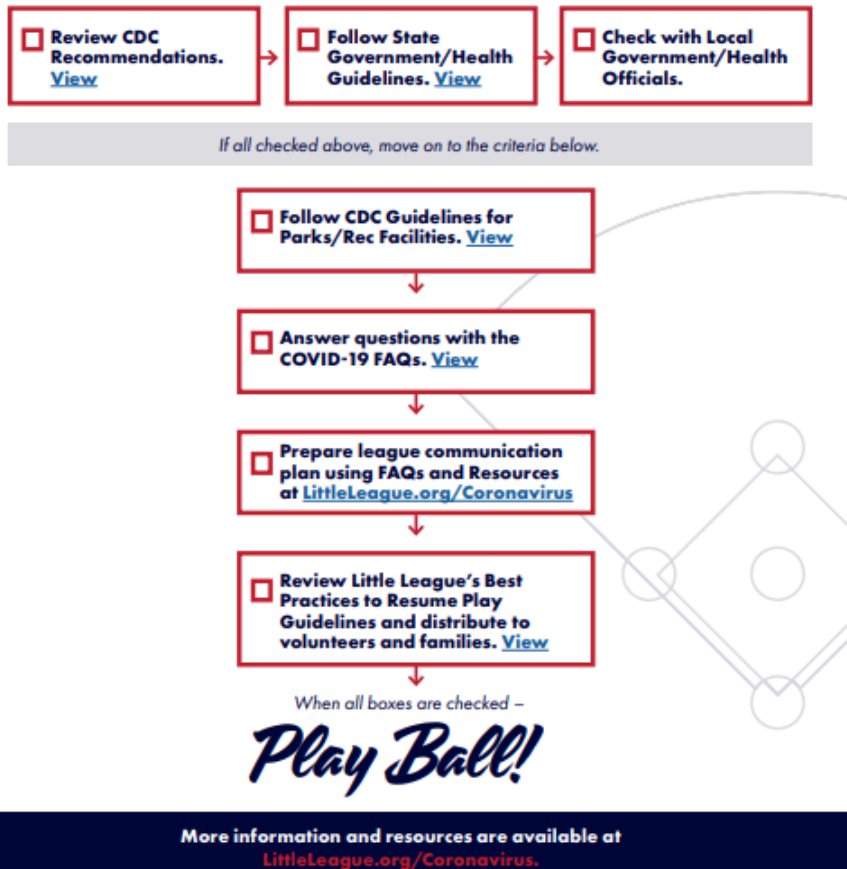 Review CDC
Recommendations.
View
Follow State
Government/Health
Guidelines. View
Check with Local
Government/Health
Officials.
If all checked above, move on to the criteria below.
Follow CDC Guidelines for
Parks/Rec Facilities. View
Answer questions with the
COVID-19 FAQs. View
Prepare league communication
plan using FAQs and Resources
at LittleLeague.org/Coronavirus
Review Little League's Best
Practices to Resume Play
Guidelines and distribute to
volunteers and families. View
When all boxes are checked –
Play Ball!
More information and resources are available at
LittleLeague.org/Coronavirus.